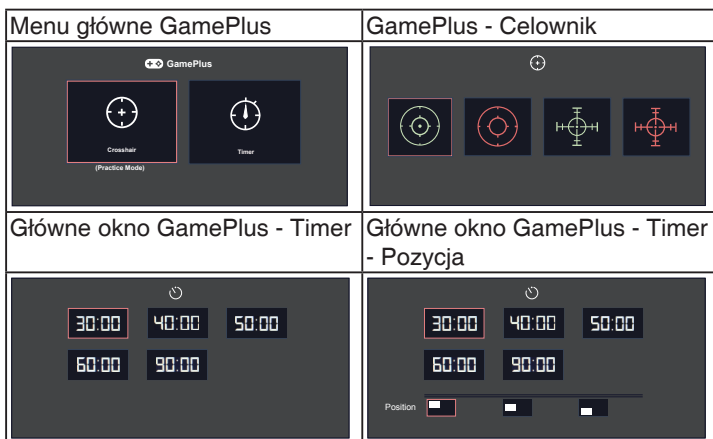 Menu główne GamePlus
GamePlus - Celownik
GamePlus
Crosshair
Timer
(Practice Mode)
Główne okno GamePlus - Timer
Główne okno GamePlus - Timer
- Pozycja
30:00 40:00 50:00
60:00 90:00
30:00 40:00 50:00
60:00 90:00
Position